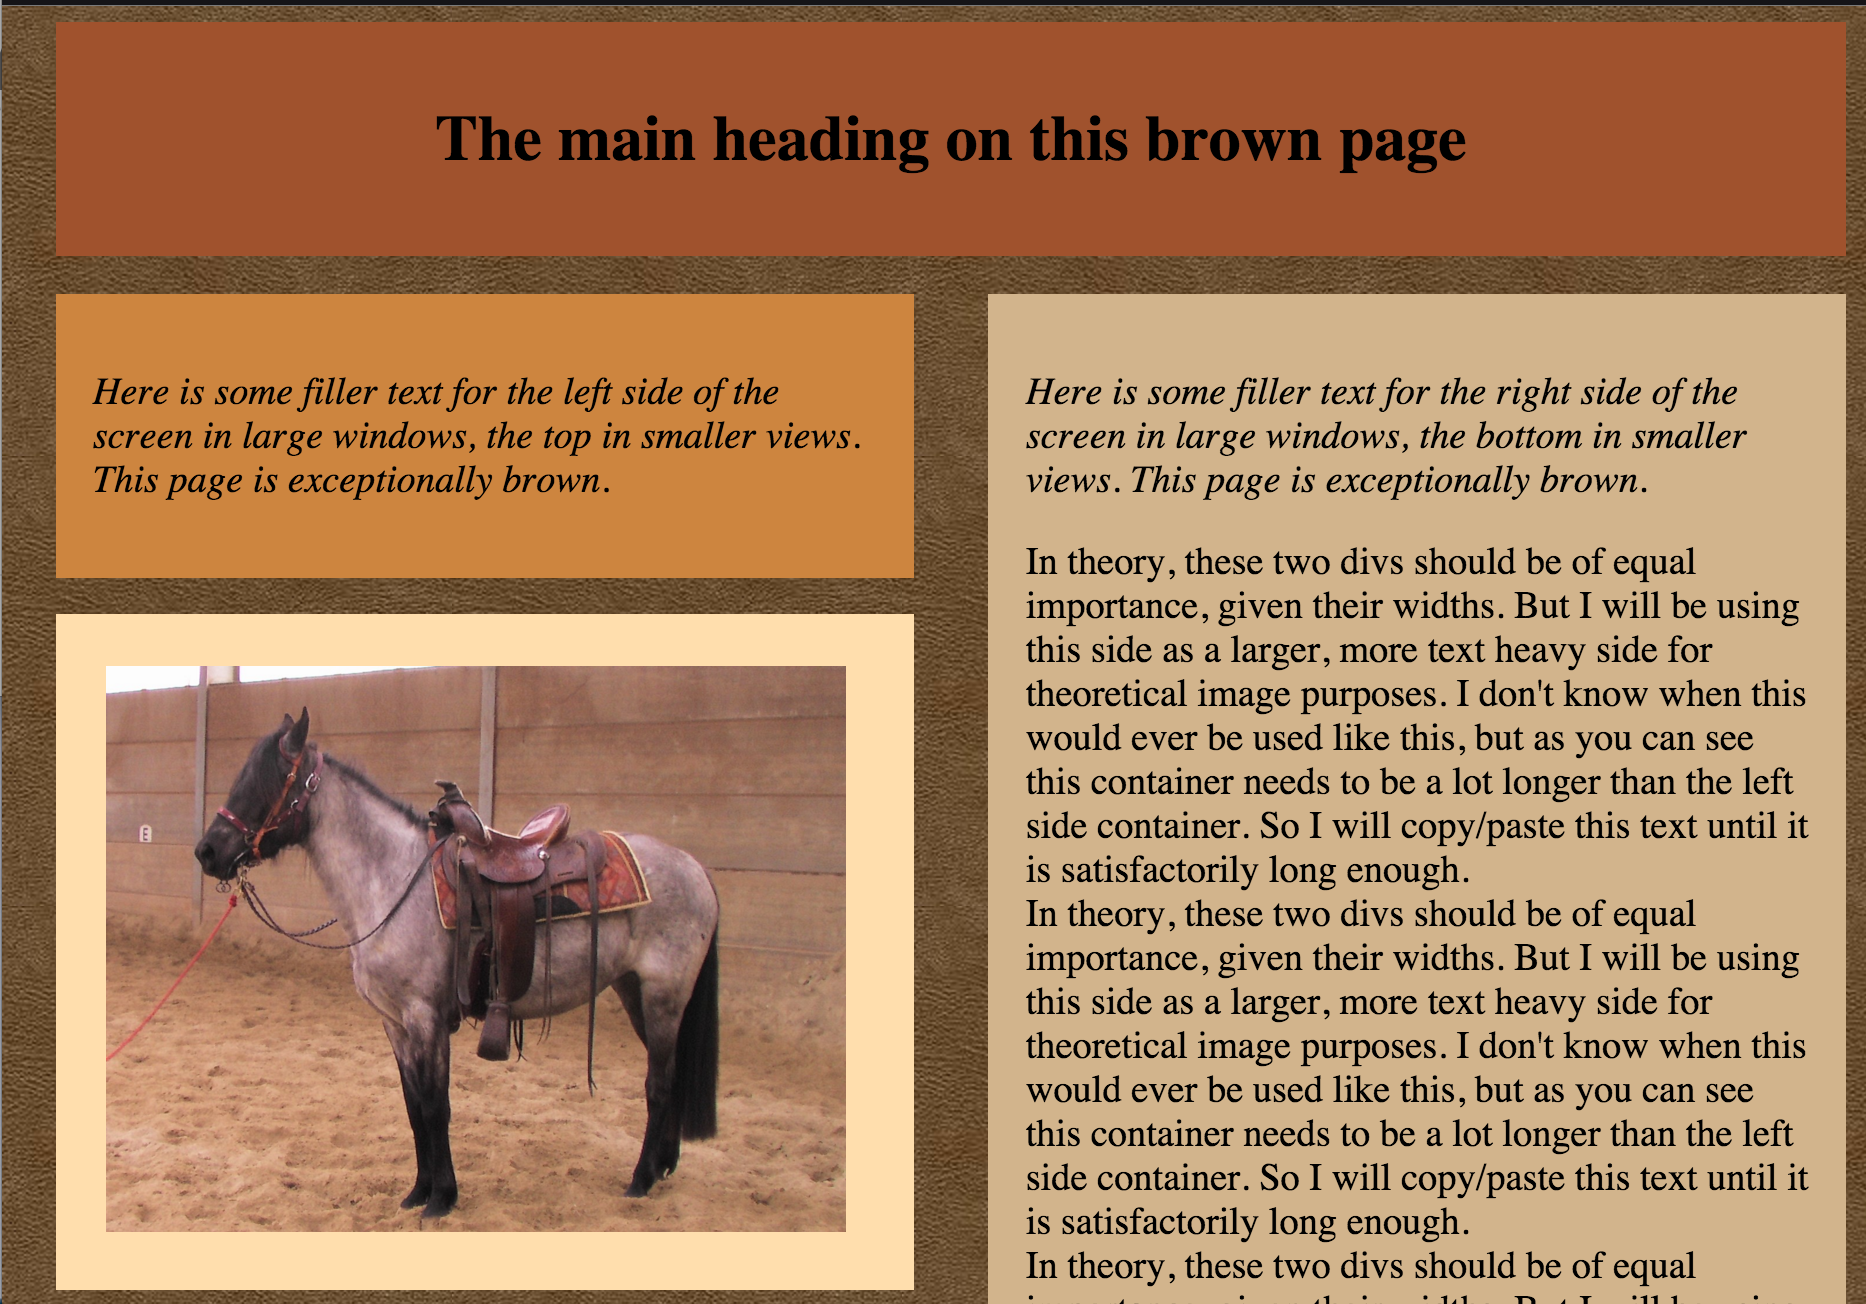 The main heading on this brown page
Here is some filler text for the left side of the
screen in large windows, the top in smaller views.
This page is exceptionally brown.
E
Here is some filler text for the right side of the
screen in large windows, the bottom in smaller
views. This page is exceptionally brown.
In theory, these two divs should be of equal
importance, given their widths. But I will be using
this side as a larger, more text heavy side for
theoretical image purposes. I don't know when this
would ever be used like this, but as you can see
this container needs to be a lot longer than the left
side container. So I will copy/paste this text until it
is satisfactorily long enough.
In theory, these two divs should be of equal
importance, given their widths. But I will be using
this side as a larger, more text heavy side for
theoretical image purposes. I don't know when this
would ever be used like this, but as you can see
this container needs to be a lot longer than the left
side container. So I will copy/paste this text until it
is satisfactorily long enough.
In theory, these two divs should be of equal